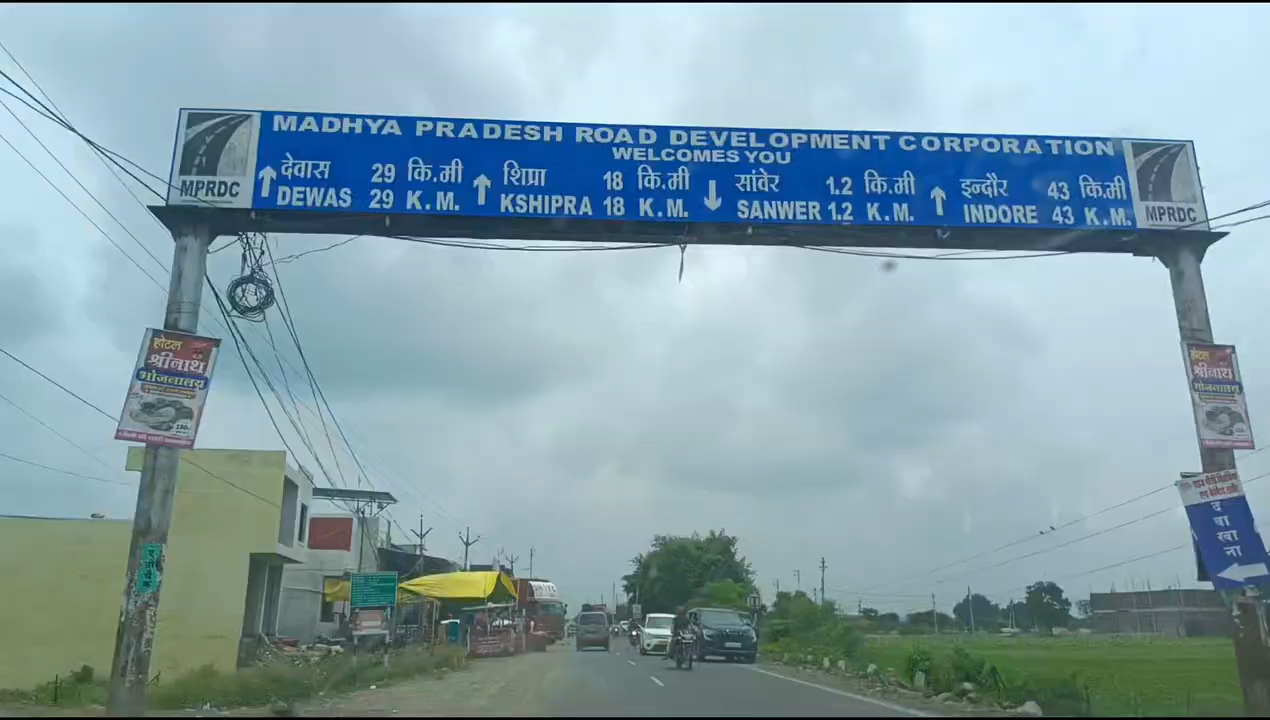 MADHYA PRADESH ROAD DEVELOPMENT CORPORATION
WELCOMES YOU
MPRDC
देवास 29 कि.मी
DEWAS 29 K.M.
शिप्रा 18 कि.मी
KSHIPRA 18 K.M.
सांवेर 1.2 कि.मी
SANWER 1.2 K.M.
इन्दौर 43 कि.मी
INDORE 43 K.M.
MPRDC
होटल
श्रीनाथ
भोजनालय
होटल
श्रीनाथ
भोजनालय
दवाखाना